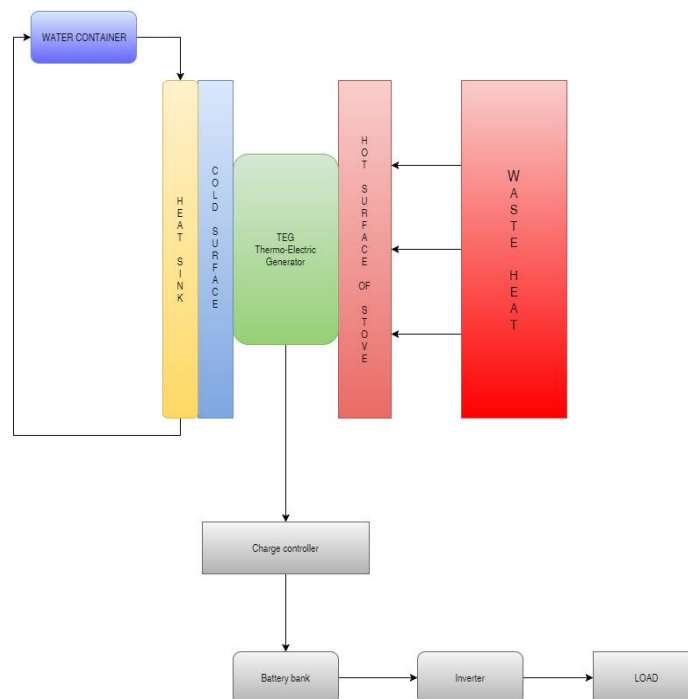 WATER CONTAINER
HEAT SINK
COLD SURFACE
TEG
Thermo-Electric
Generator
HOT SURFACE OF STOVE
WASTE HEAT
Charge controller
Battery bank
Inverter
LOAD